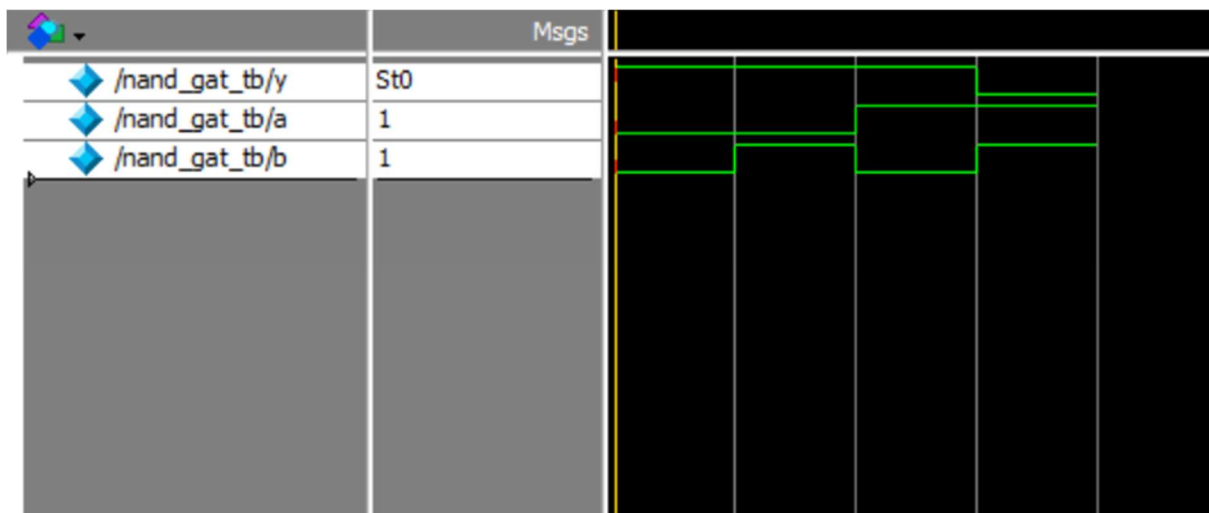 Msgs
/nand_gat_tb/y St0
/nand_gat_tb/a 1
/nand_gat_tb/b 1